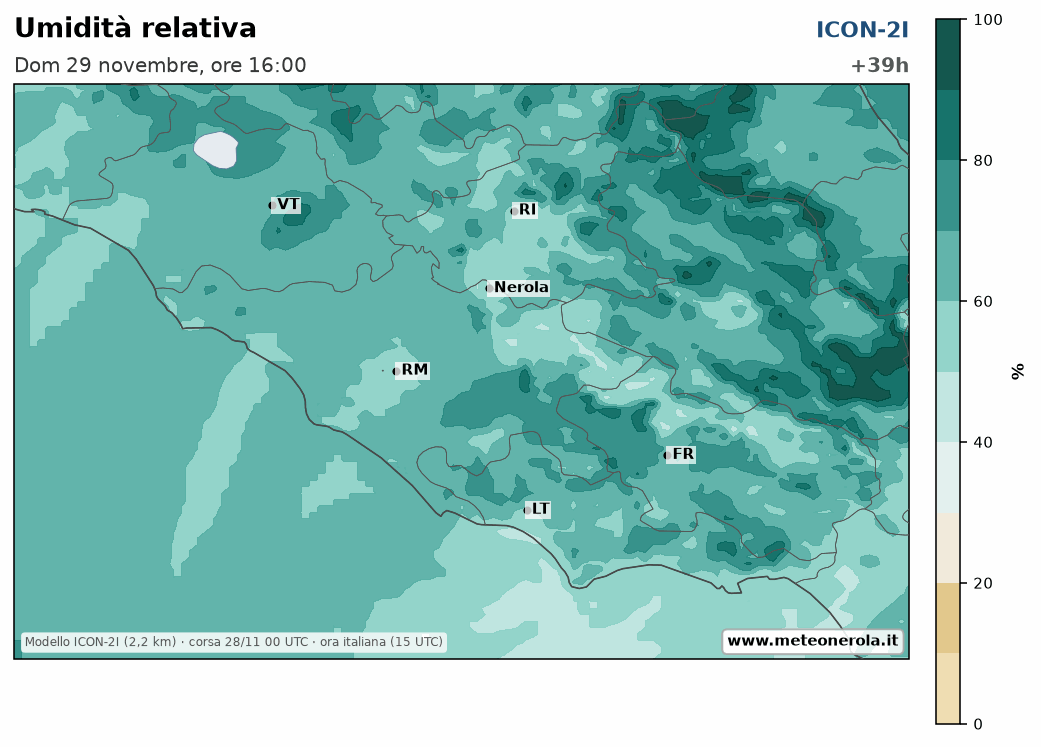 Umidità relativa
ICON-2I
Dom 29 novembre, ore 16:00
+39h
100
80
60
40
20
0
%
VT
RI
Nerola
RM
FR
LT
Modello ICON-2I (2,2 km) · corsa 28/11 00 UTC · ora italiana (15 UTC)
www.meteonerola.it